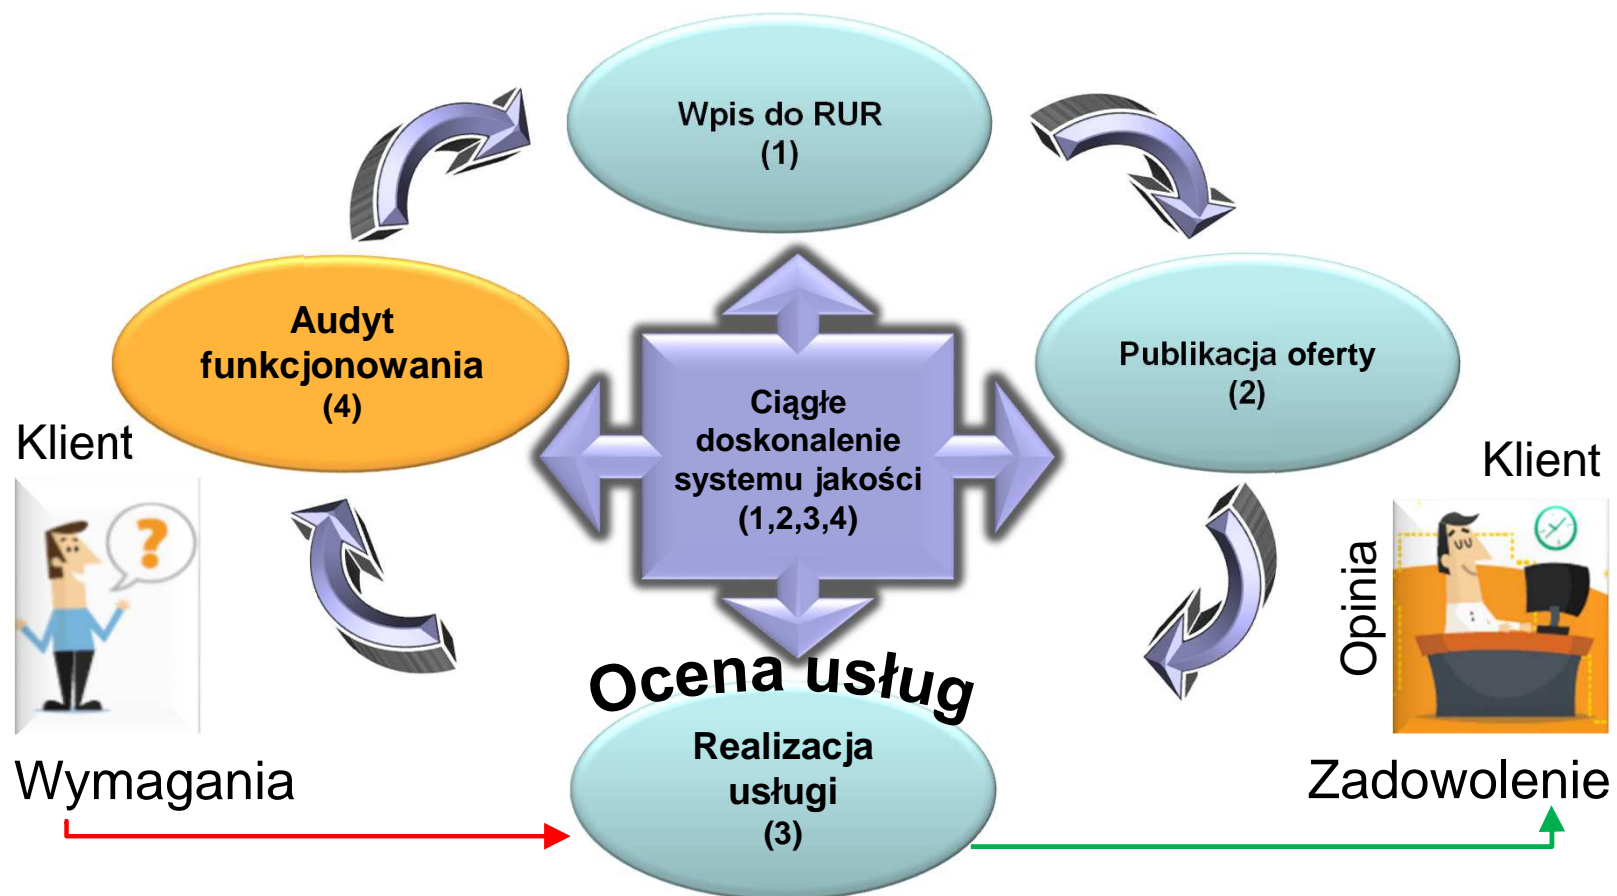 Wpis do RUR
(1)
Audyt
funkcjonowania
(4)
Publikacja oferty
(2)
Ciągłe
doskonalenie
systemu jakości
(1,2,3,4)
Klient
?
Wymagania
Klient
Opinia
Zadowolenie
Ocena usług
Realizacja
usługi
(3)